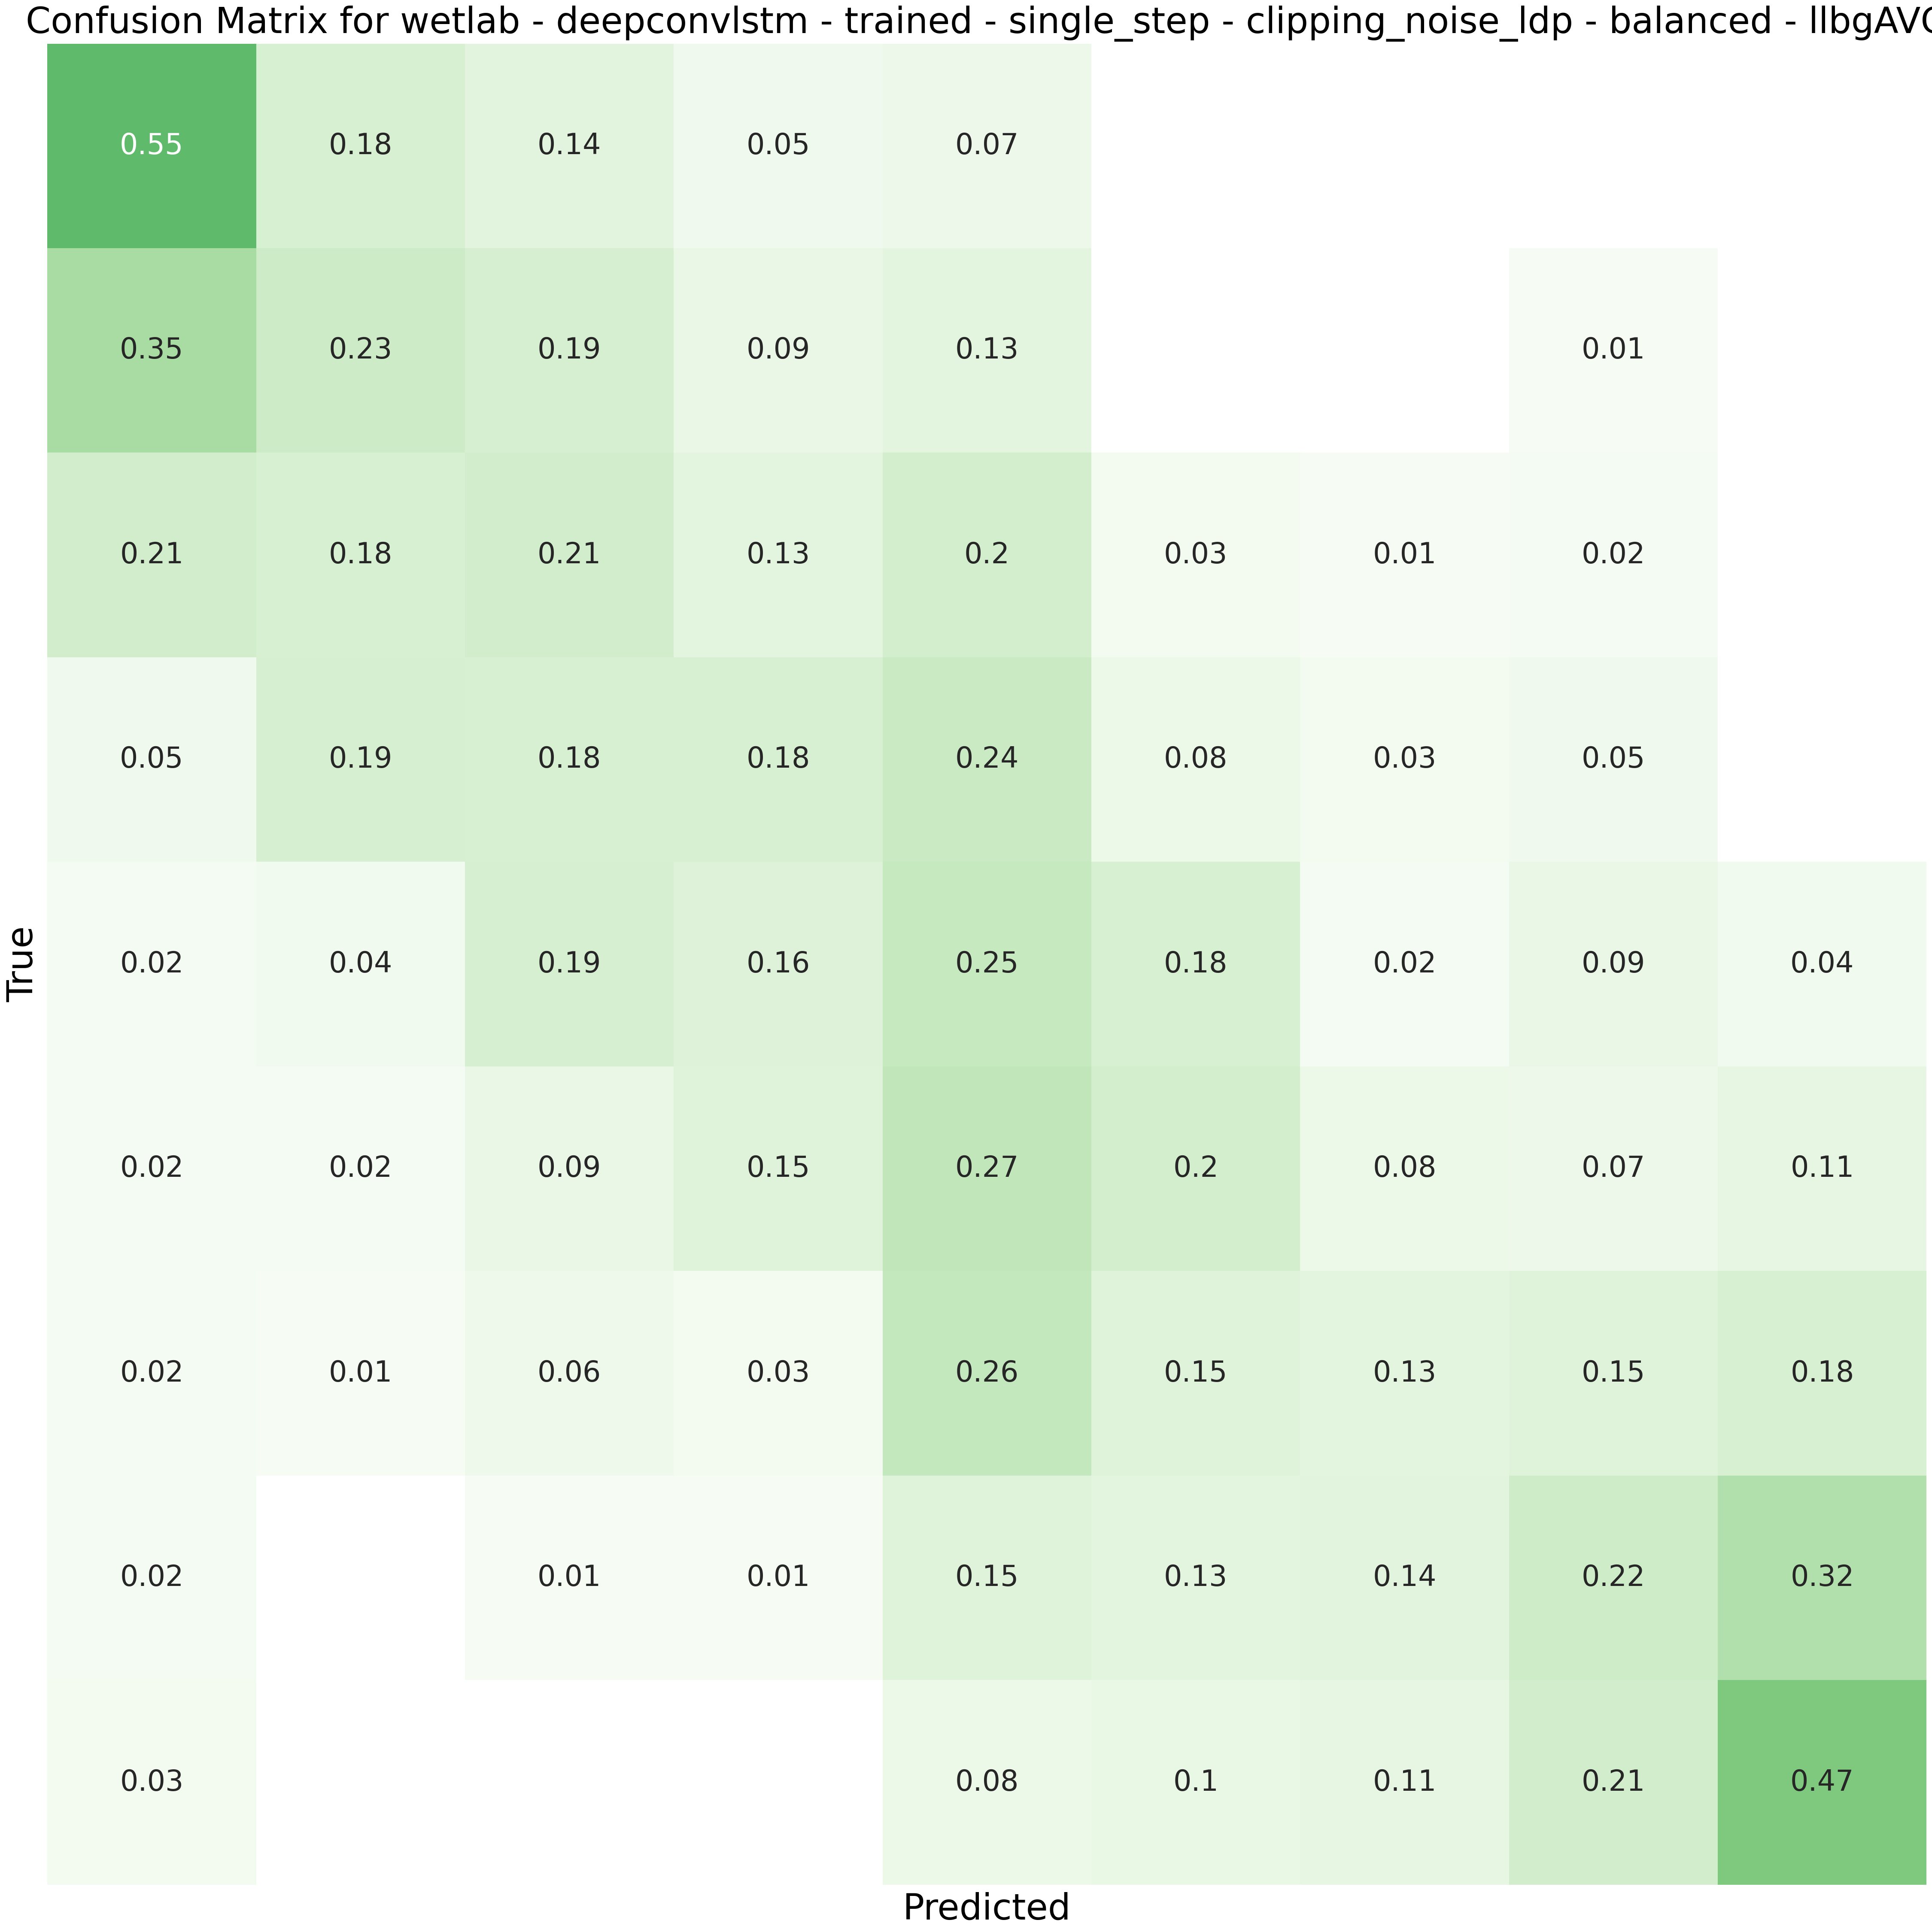 Confusion Matrix for wetlab - deepconvlstm - trained - single_step - clipping_noise_ldp - balanced - llbgAVG
0.55 0.18 0.14 0.05 0.07
0.35 0.23 0.19 0.09 0.13 0.01
0.21 0.18 0.21 0.13 0.2 0.03 0.01 0.02
0.05 0.19 0.18 0.18 0.24 0.08 0.03 0.05
0.02 0.04 0.19 0.16 0.25 0.18 0.02 0.09 0.04
0.02 0.02 0.09 0.15 0.27 0.2 0.08 0.07 0.11
0.02 0.01 0.06 0.03 0.26 0.15 0.13 0.15 0.18
0.02 0.01 0.01 0.15 0.13 0.14 0.22 0.32
0.03 0.08 0.1 0.11 0.21 0.47
True
Predicted